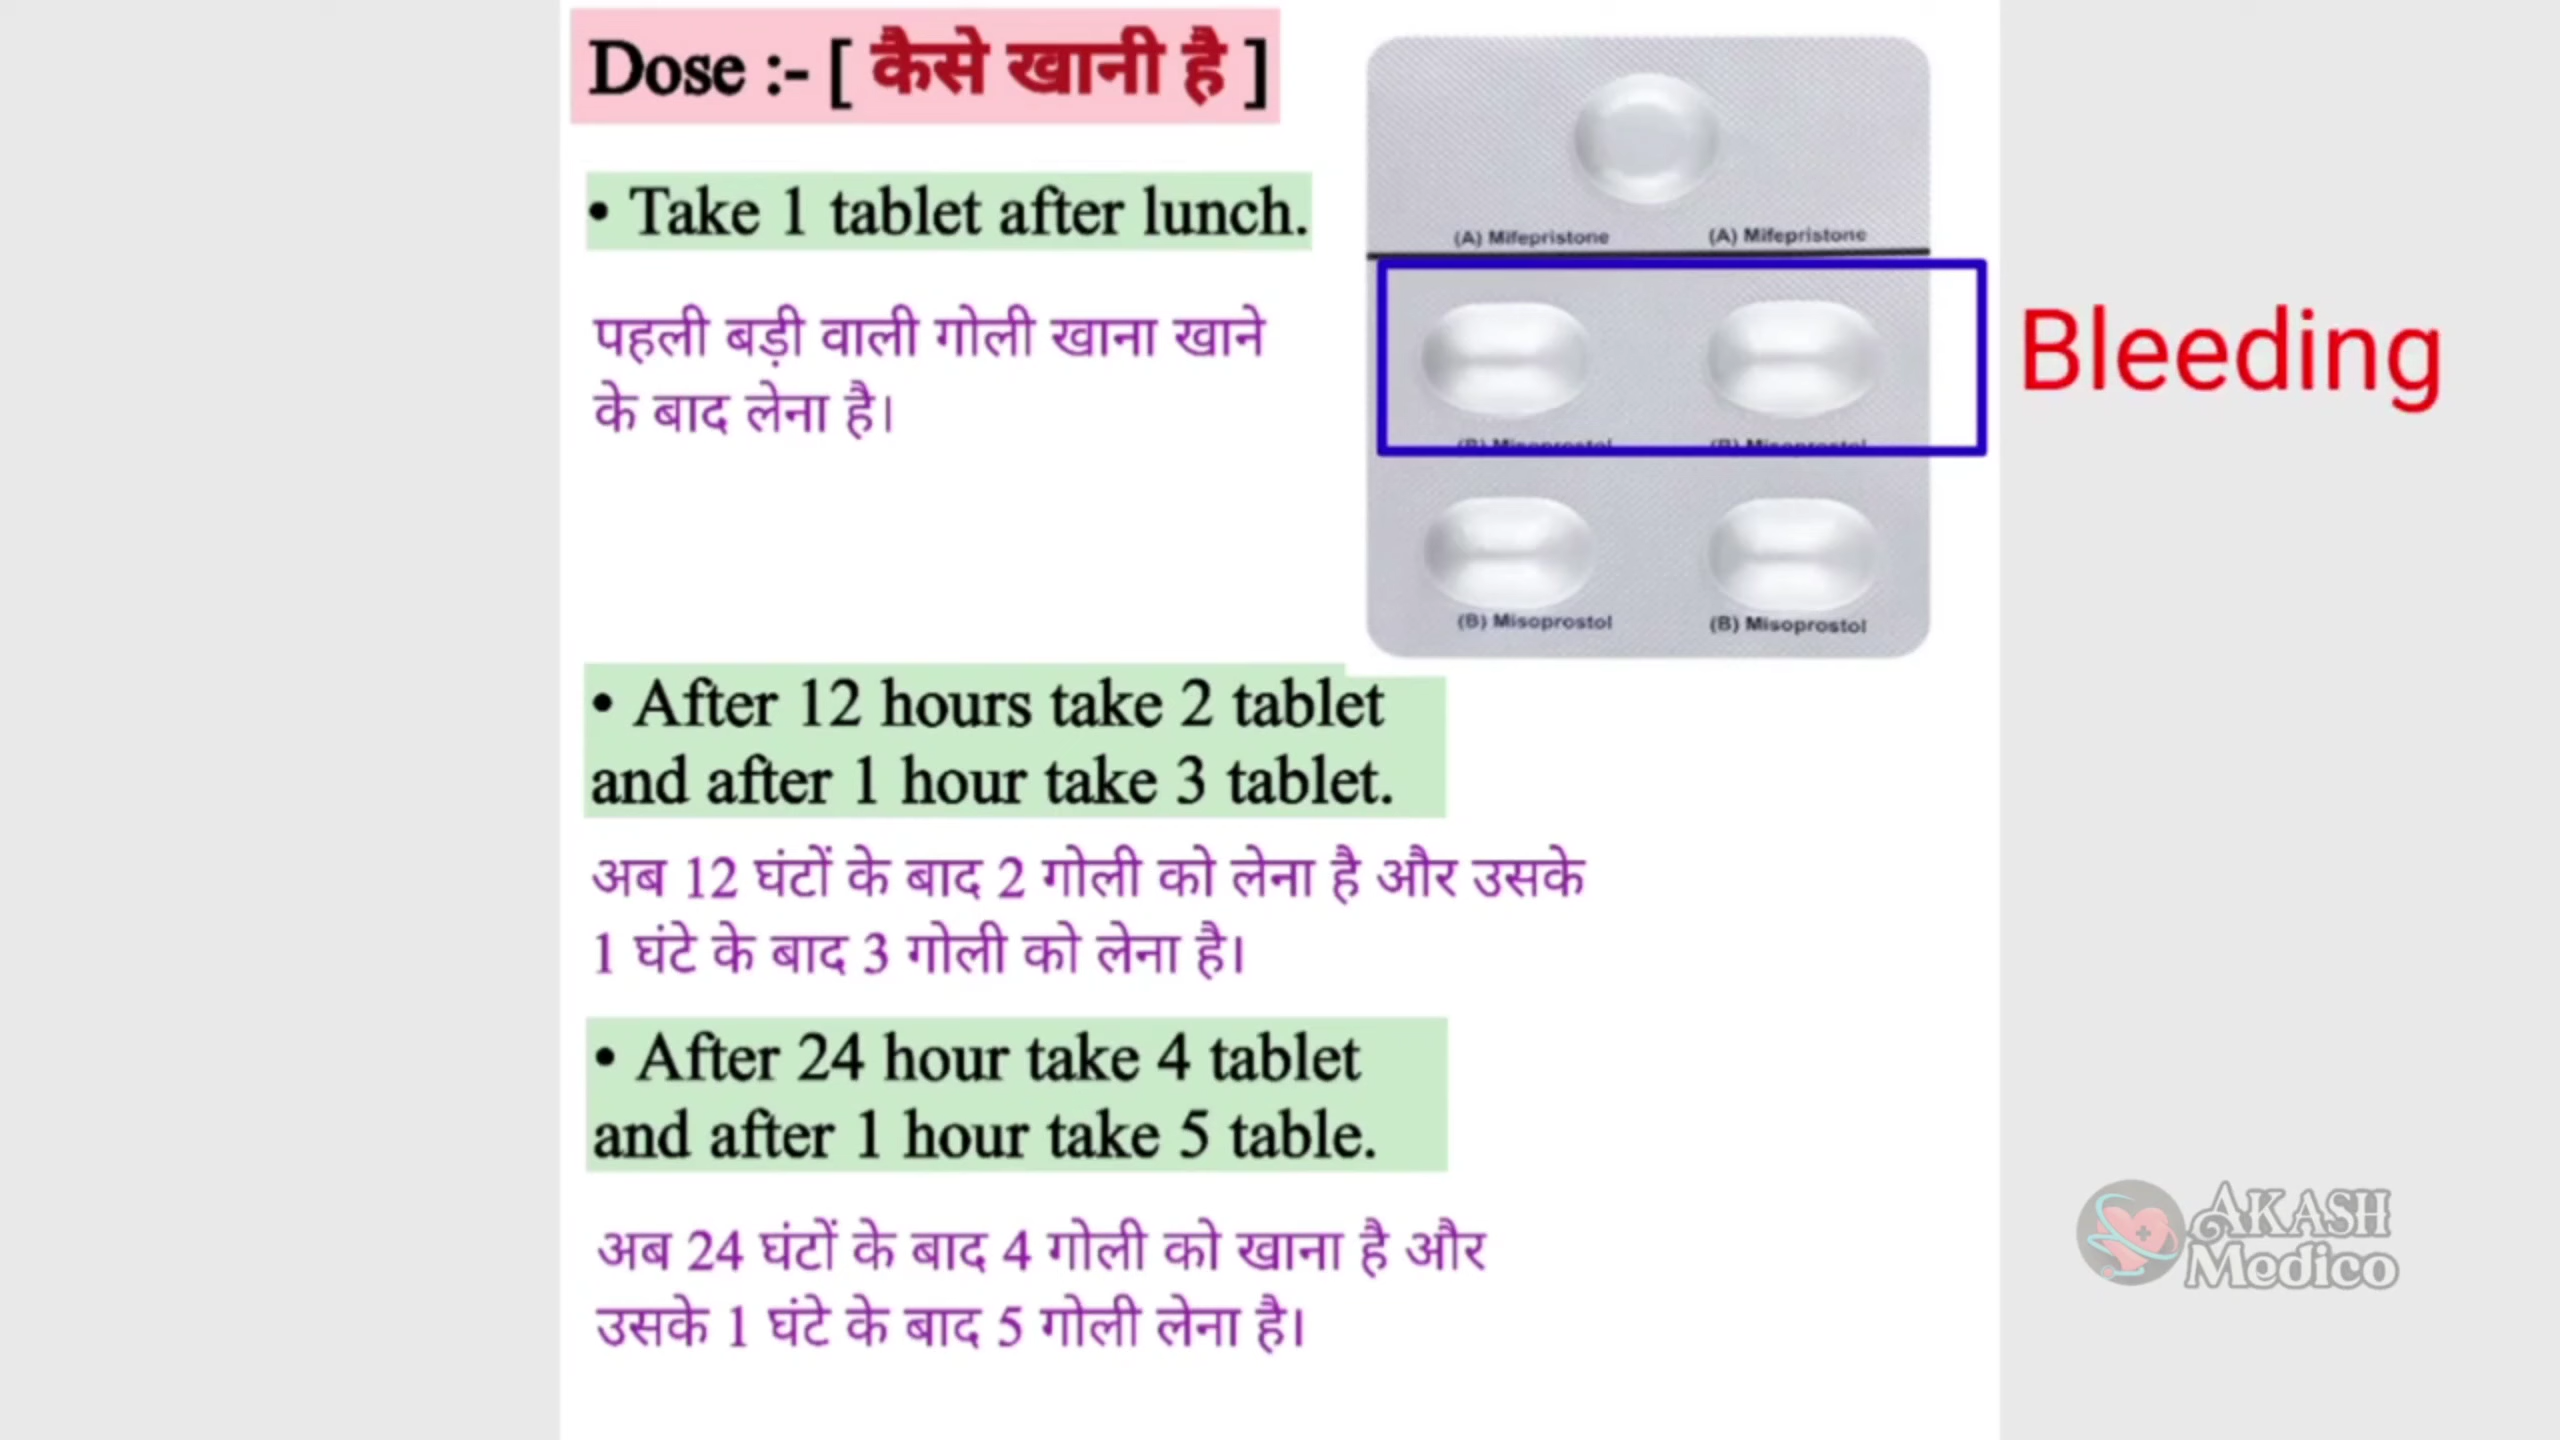 Dose :- [ कैसे खानी है ]
• Take 1 tablet after lunch.
पहली बड़ी वाली गोली खाना खाने
के बाद लेना है।
(A) Mifepristone (A) Mifepristone
Bleeding
(B) Misoprostol (B) Misoprostol
(B) Misoprostol (B) Misoprostol
• After 12 hours take 2 tablet
and after 1 hour take 3 tablet.
अब 12 घंटों के बाद 2 गोली को लेना है और उसके
1 घंटे के बाद 3 गोली को लेना है।
• After 24 hour take 4 tablet
and after 1 hour take 5 table.
अब 24 घंटों के बाद 4 गोली को खाना है और
उसके 1 घंटे के बाद 5 गोली लेना है।
AKASH
Medico